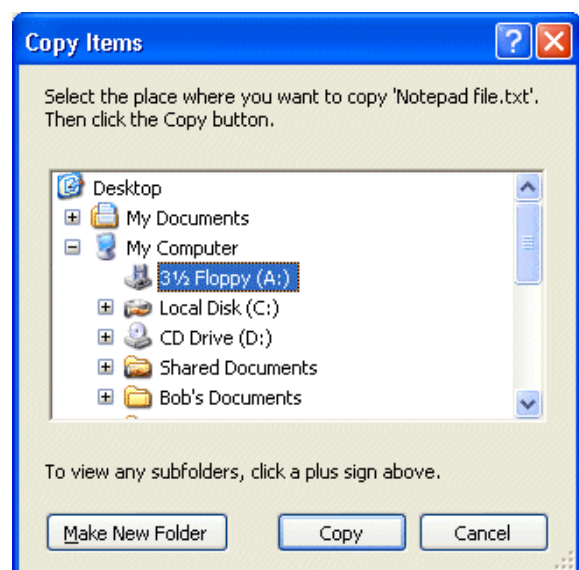 Copy Items
Select the place where you want to copy 'Notepad file.txt'.
Then click the Copy button.
Desktop
My Documents
My Computer
3½ Floppy (A:)
Local Disk (C:)
CD Drive (D:)
Shared Documents
Bob's Documents
To view any subfolders, click a plus sign above.
Make New Folder Copy Cancel